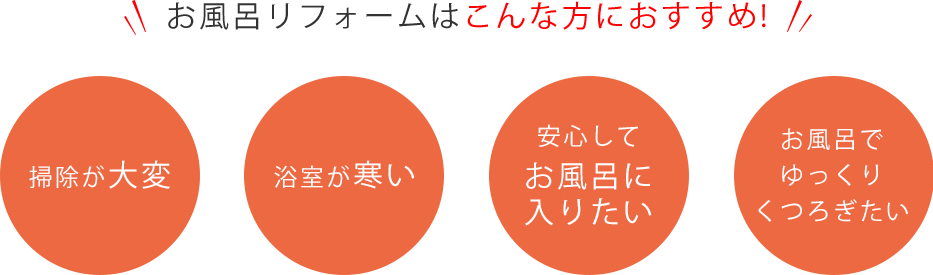 お風呂リフォームはこんな方におすすめ!
掃除が大変
浴室が寒い
安心して
お風呂に
入りたい
お風呂で
ゆっくり
くつろぎたい